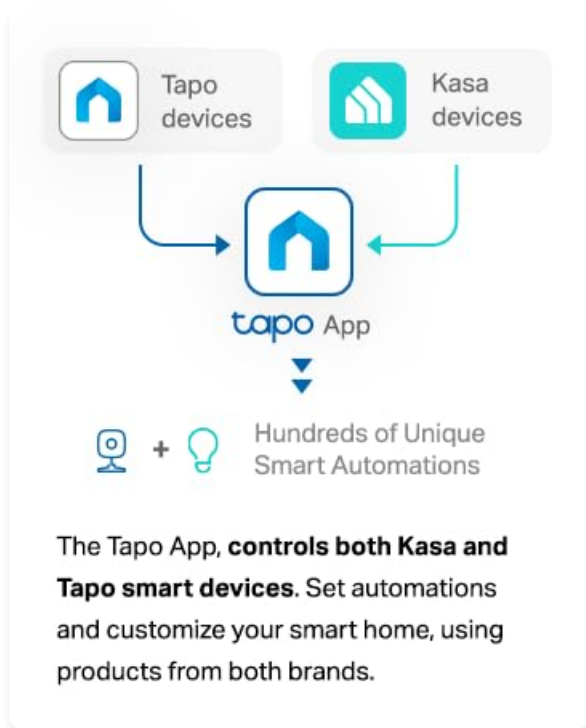 Tapo
devices
Kasa
devices
tapo App
+
Hundreds of Unique
Smart Automations
The Tapo App, controls both Kasa and
Tapo smart devices. Set automations
and customize your smart home, using
products from both brands.